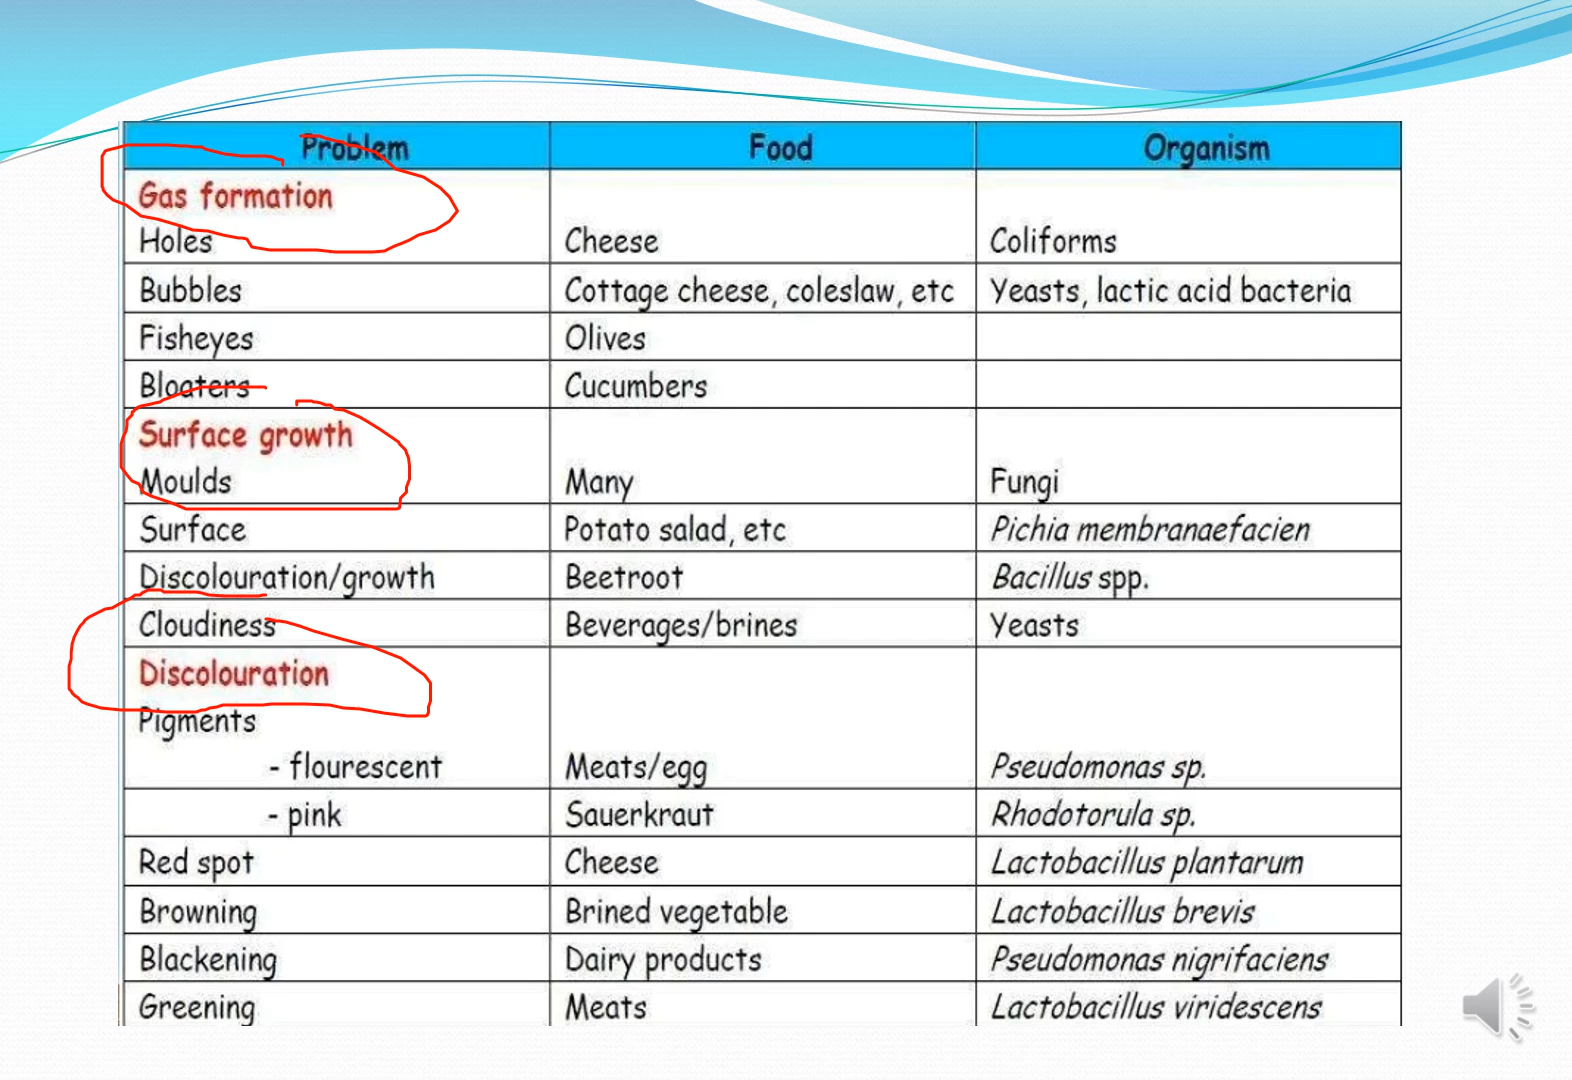 Problem Food Organism
Gas formation
Holes Cheese Coliforms
Bubbles Cottage cheese, coleslaw, etc Yeasts, lactic acid bacteria
Fisheyes Olives
Bloaters Cucumbers
Surface growth
Moulds Many Fungi
Surface Potato salad, etc Pichia membranaefacien
Discolouration/growth Beetroot Bacillus spp.
Cloudiness Beverages/brines Yeasts
Discolouration
Pigments
- flourescent Meats/egg Pseudomonas sp.
- pink Sauerkraut Rhodotorula sp.
Red spot Cheese Lactobacillus plantarum
Browning Brined vegetable Lactobacillus brevis
Blackening Dairy products Pseudomonas nigrifaciens
Greening Meats Lactobacillus viridescens